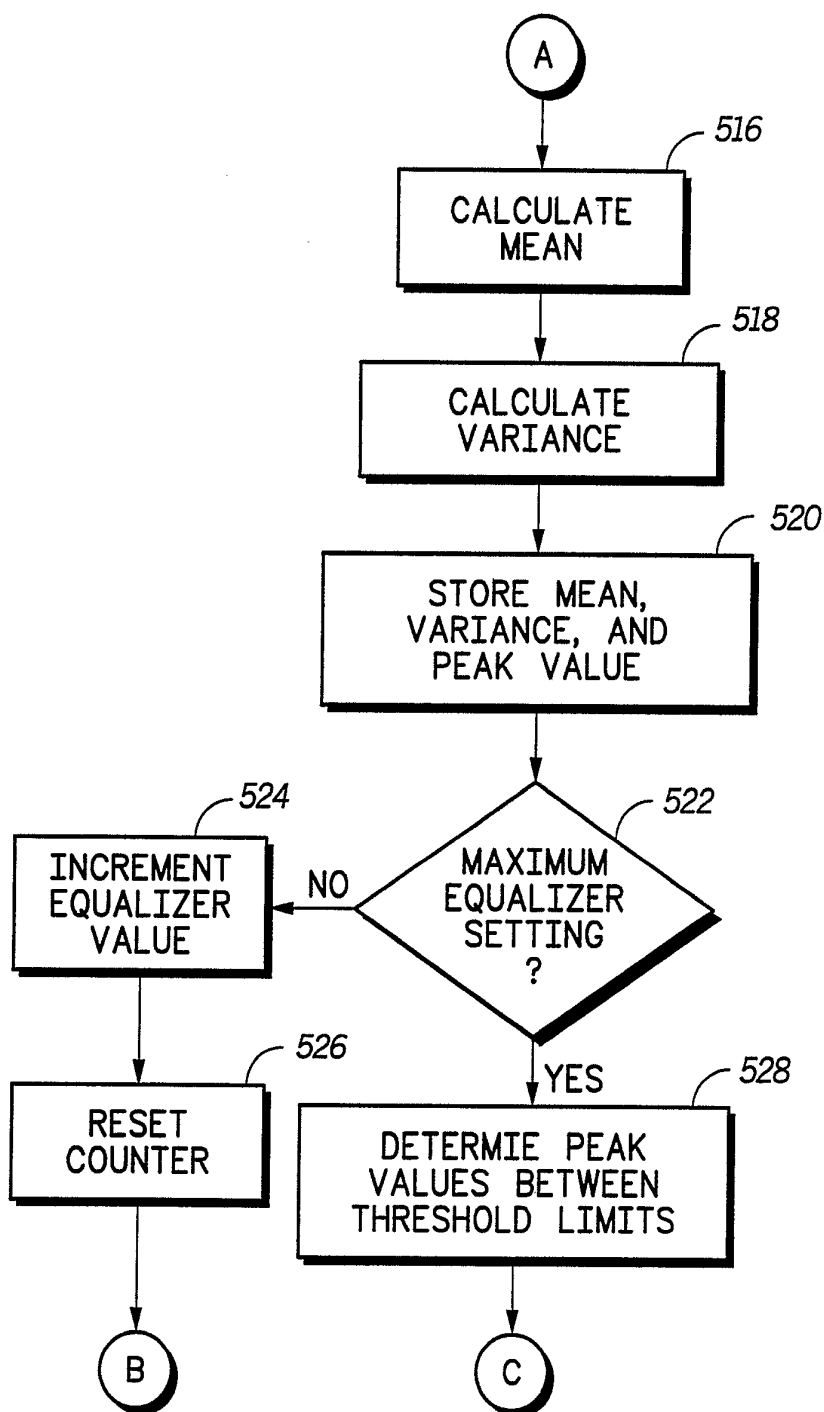 A
516
CALCULATE
MEAN
518
CALCULATE
VARIANCE
520
STORE MEAN,
VARIANCE, AND
PEAK VALUE
522
MAXIMUM
EQUALIZER
SETTING
?
NO
524
INCREMENT
EQUALIZER
VALUE
526
RESET
COUNTER
B
YES
528
DETERMIE PEAK
VALUES BETWEEN
THRESHOLD LIMITS
C